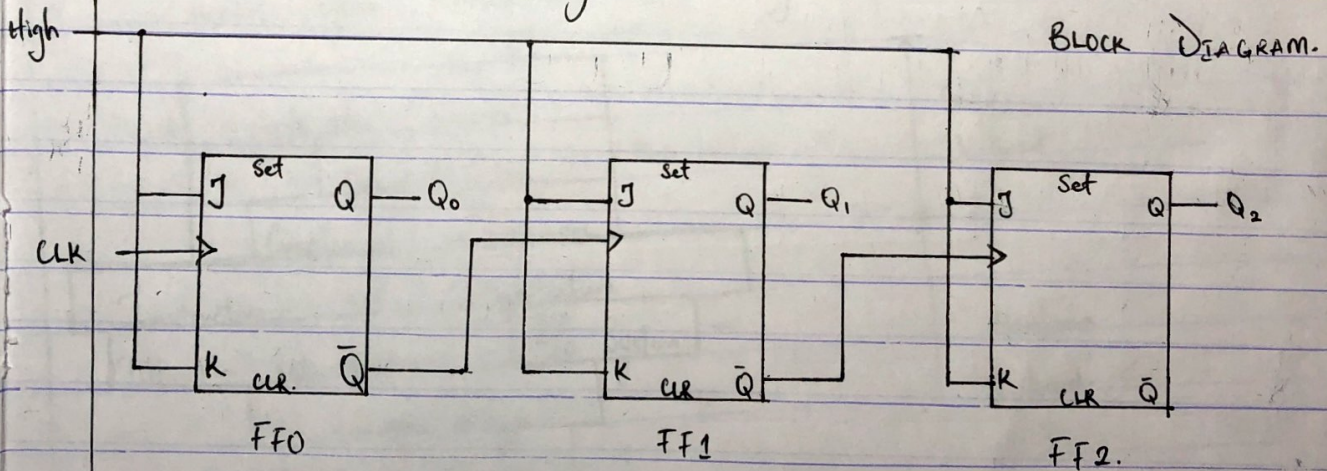 High BLOCK DIAGRAM.
Set Set Set
J Q Q₀ J Q Q₁ J Q Q₂
CLK
K Q̄ K Q̄ K Q̄
CLR. CLR CLR
FF0 FF1 FF2.